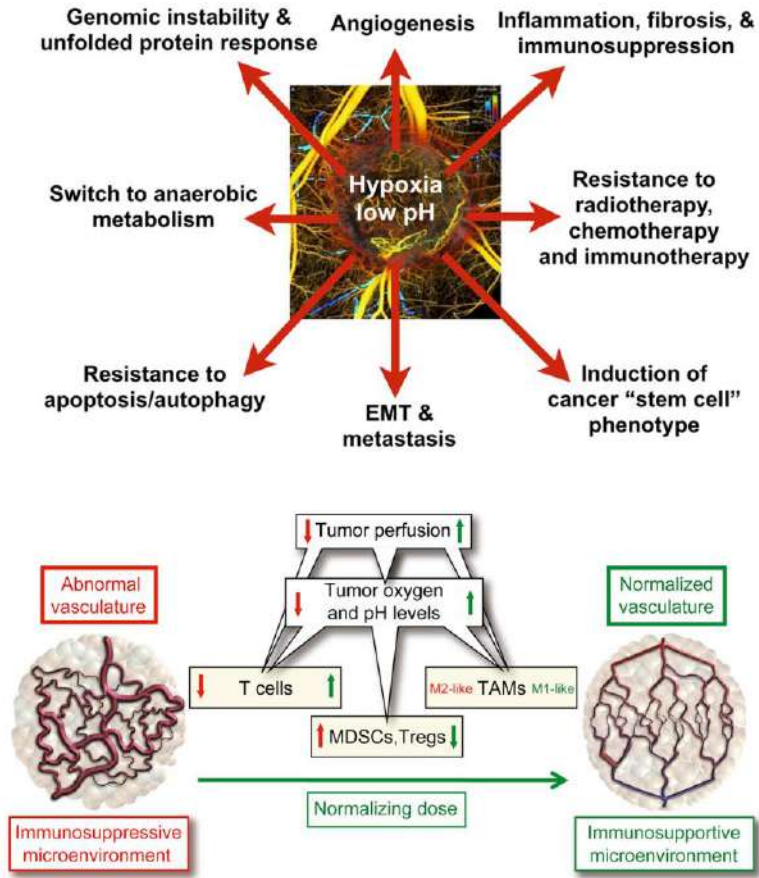 Genomic instability &
unfolded protein response
Angiogenesis
Inflammation, fibrosis, &
immunosuppression
Switch to anaerobic
metabolism
Hypoxia
low pH
Resistance to
radiotherapy,
chemotherapy
and immunotherapy
Resistance to
apoptosis/autophagy
EMT &
metastasis
Induction of
cancer “stem cell”
phenotype
Tumor perfusion
Abnormal
vasculature
Tumor oxygen
and pH levels
Normalized
vasculature
T cells
M2-like TAMs M1-like
MDSCs,Tregs
Normalizing dose
Immunosuppressive
microenvironment
Immunosupportive
microenvironment